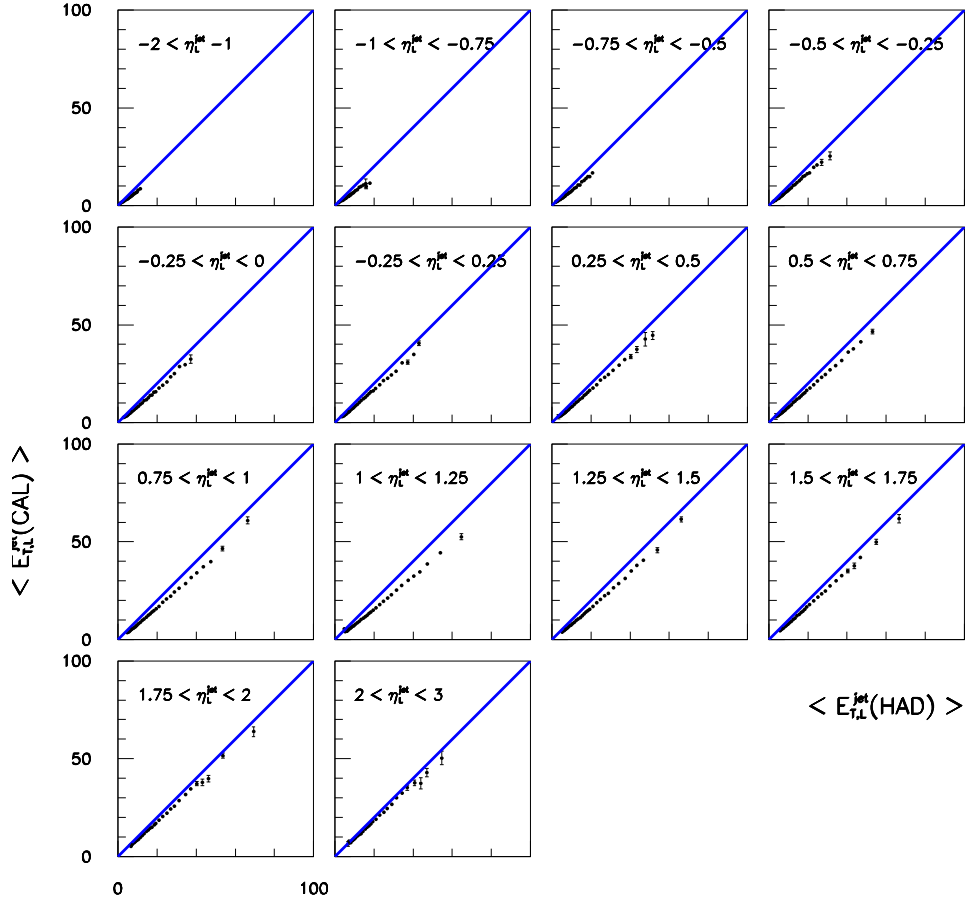 100
−2 < η_L^jet −1
−1 < η_L^jet < −0.75
−0.75 < η_L^jet < −0.5
−0.5 < η_L^jet < −0.25
50
0
100
−0.25 < η_L^jet < 0
−0.25 < η_L^jet < 0.25
0.25 < η_L^jet < 0.5
0.5 < η_L^jet < 0.75
50
0
100
0.75 < η_L^jet < 1
1 < η_L^jet < 1.25
1.25 < η_L^jet < 1.5
1.5 < η_L^jet < 1.75
50
0
< E_T,L^jet(CAL) >
100
1.75 < η_L^jet < 2
2 < η_L^jet < 3
< E_T,L^jet(HAD) >
50
0
0
100